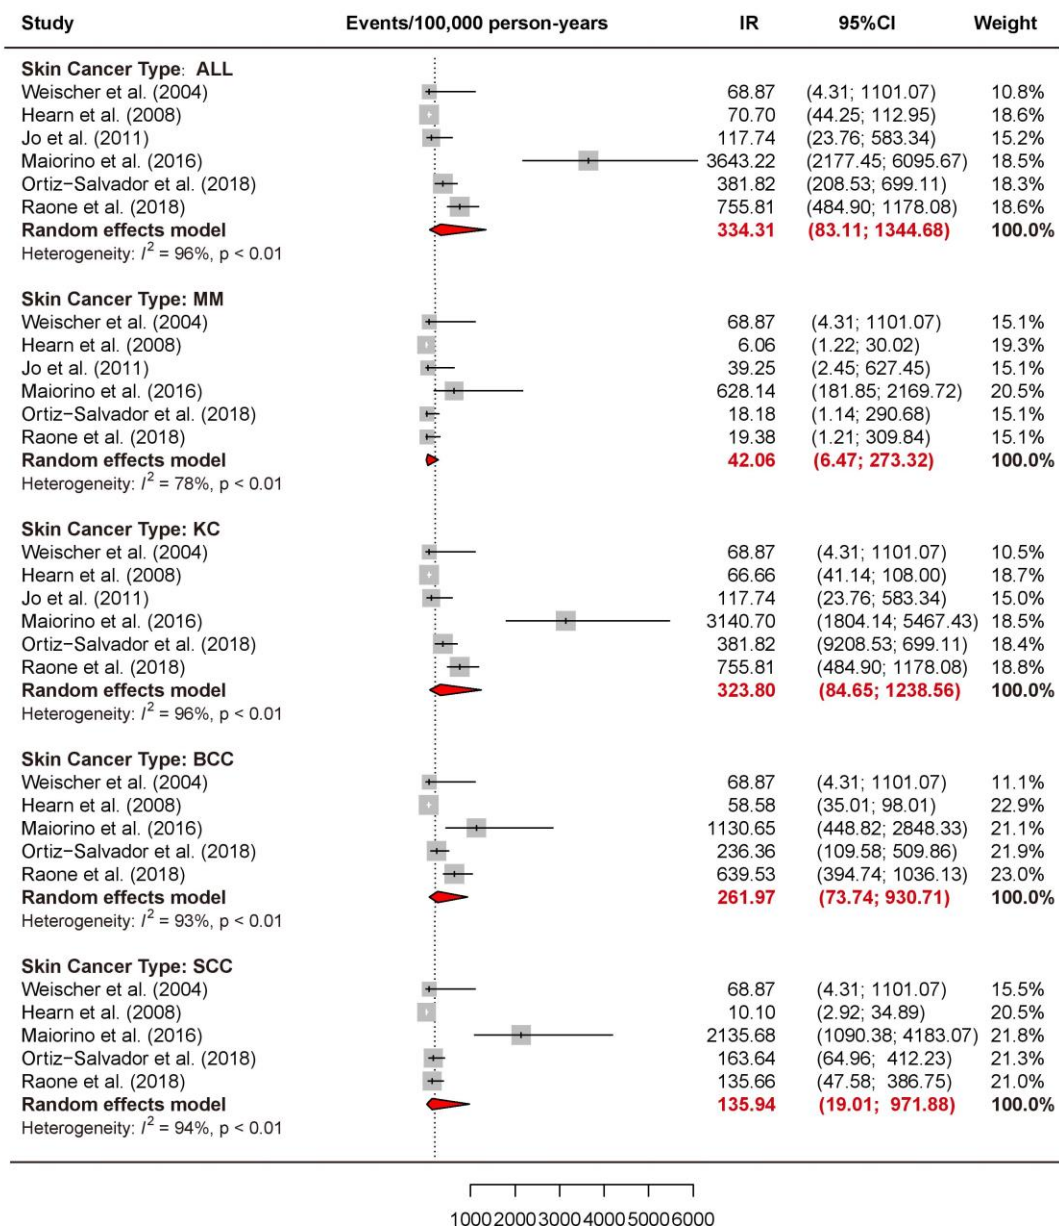 Study Events/100,000 person-years IR 95%CI Weight
Skin Cancer Type: ALL
Weischer et al. (2004) 68.87 (4.31; 1101.07) 10.8%
Hearn et al. (2008) 70.70 (44.25; 112.95) 18.6%
Jo et al. (2011) 117.74 (23.76; 583.34) 15.2%
Maiorino et al. (2016) 3643.22 (2177.45; 6095.67) 18.5%
Ortiz−Salvador et al. (2018) 381.82 (208.53; 699.11) 18.3%
Raone et al. (2018) 755.81 (484.90; 1178.08) 18.6%
Random effects model 334.31 (83.11; 1344.68) 100.0%
Heterogeneity: I² = 96%, p < 0.01
Skin Cancer Type: MM
Weischer et al. (2004) 68.87 (4.31; 1101.07) 15.1%
Hearn et al. (2008) 6.06 (1.22; 30.02) 19.3%
Jo et al. (2011) 39.25 (2.45; 627.45) 15.1%
Maiorino et al. (2016) 628.14 (181.85; 2169.72) 20.5%
Ortiz−Salvador et al. (2018) 18.18 (1.14; 290.68) 15.1%
Raone et al. (2018) 19.38 (1.21; 309.84) 15.1%
Random effects model 42.06 (6.47; 273.32) 100.0%
Heterogeneity: I² = 78%, p < 0.01
Skin Cancer Type: KC
Weischer et al. (2004) 68.87 (4.31; 1101.07) 10.5%
Hearn et al. (2008) 66.66 (41.14; 108.00) 18.7%
Jo et al. (2011) 117.74 (23.76; 583.34) 15.0%
Maiorino et al. (2016) 3140.70 (1804.14; 5467.43) 18.5%
Ortiz−Salvador et al. (2018) 381.82 (9208.53; 699.11) 18.4%
Raone et al. (2018) 755.81 (484.90; 1178.08) 18.8%
Random effects model 323.80 (84.65; 1238.56) 100.0%
Heterogeneity: I² = 96%, p < 0.01
Skin Cancer Type: BCC
Weischer et al. (2004) 68.87 (4.31; 1101.07) 11.1%
Hearn et al. (2008) 58.58 (35.01; 98.01) 22.9%
Maiorino et al. (2016) 1130.65 (448.82; 2848.33) 21.1%
Ortiz−Salvador et al. (2018) 236.36 (109.58; 509.86) 21.9%
Raone et al. (2018) 639.53 (394.74; 1036.13) 23.0%
Random effects model 261.97 (73.74; 930.71) 100.0%
Heterogeneity: I² = 93%, p < 0.01
Skin Cancer Type: SCC
Weischer et al. (2004) 68.87 (4.31; 1101.07) 15.5%
Hearn et al. (2008) 10.10 (2.92; 34.89) 20.5%
Maiorino et al. (2016) 2135.68 (1090.38; 4183.07) 21.8%
Ortiz−Salvador et al. (2018) 163.64 (64.96; 412.23) 21.3%
Raone et al. (2018) 135.66 (47.58; 386.75) 21.0%
Random effects model 135.94 (19.01; 971.88) 100.0%
Heterogeneity: I² = 94%, p < 0.01
1000 2000 3000 4000 5000 6000